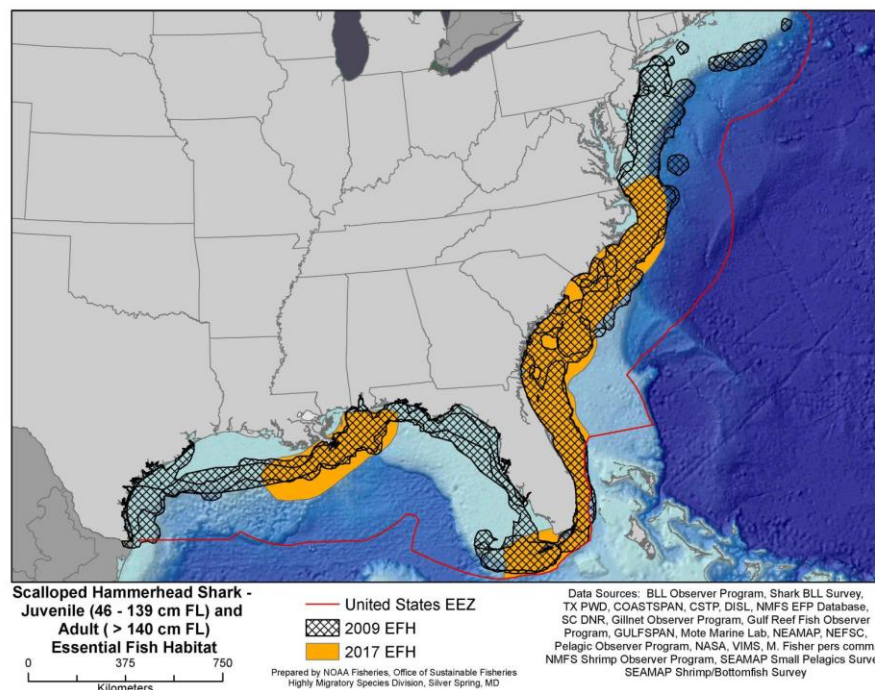 Scalloped Hammerhead Shark -
Juvenile (46 - 139 cm FL) and
Adult ( > 140 cm FL)
Essential Fish Habitat
0 375 750
Kilometers
United States EEZ
2009 EFH
2017 EFH
Prepared by NOAA Fisheries, Office of Sustainable Fisheries
Highly Migratory Species Division, Silver Spring, MD
Data Sources: BLL Observer Program, Shark BLL Survey,
TX PWD, COASTSPAN, CSTP, DISL, NMFS EFP Database,
SC DNR, Gillnet Observer Program, Gulf Reef Fish Observer
Program, GULFSPAN, Mote Marine Lab, NEAMAP, NEFSC,
Pelagic Observer Program, NASA, VIMS, M. Fisher pers comm.
NMFS Shrimp Observer Program, SEAMAP Small Pelagics Surve
SEAMAP Shrimp/Bottomfish Survey